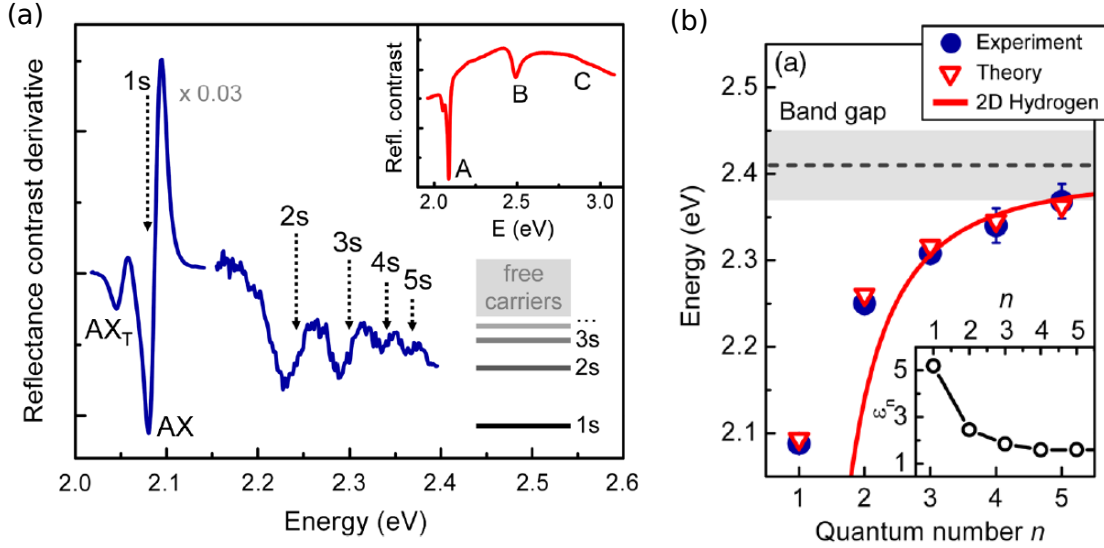 (a)
Reflectance contrast derivative
1s
x 0.03
AX_T
AX
2s
3s
4s
5s
Refl. contrast
A
B
C
2.0 2.5 3.0
E (eV)
free
carriers
...
3s
2s
1s
2.0 2.1 2.2 2.3 2.4 2.5 2.6
Energy (eV)
(b)
(a)
Experiment
Theory
2D Hydrogen
Band gap
Energy (eV)
2.5
2.4
2.3
2.2
2.1
n
1 2 3 4 5
ε_n
5
3
1
1 2 3 4 5
Quantum number n